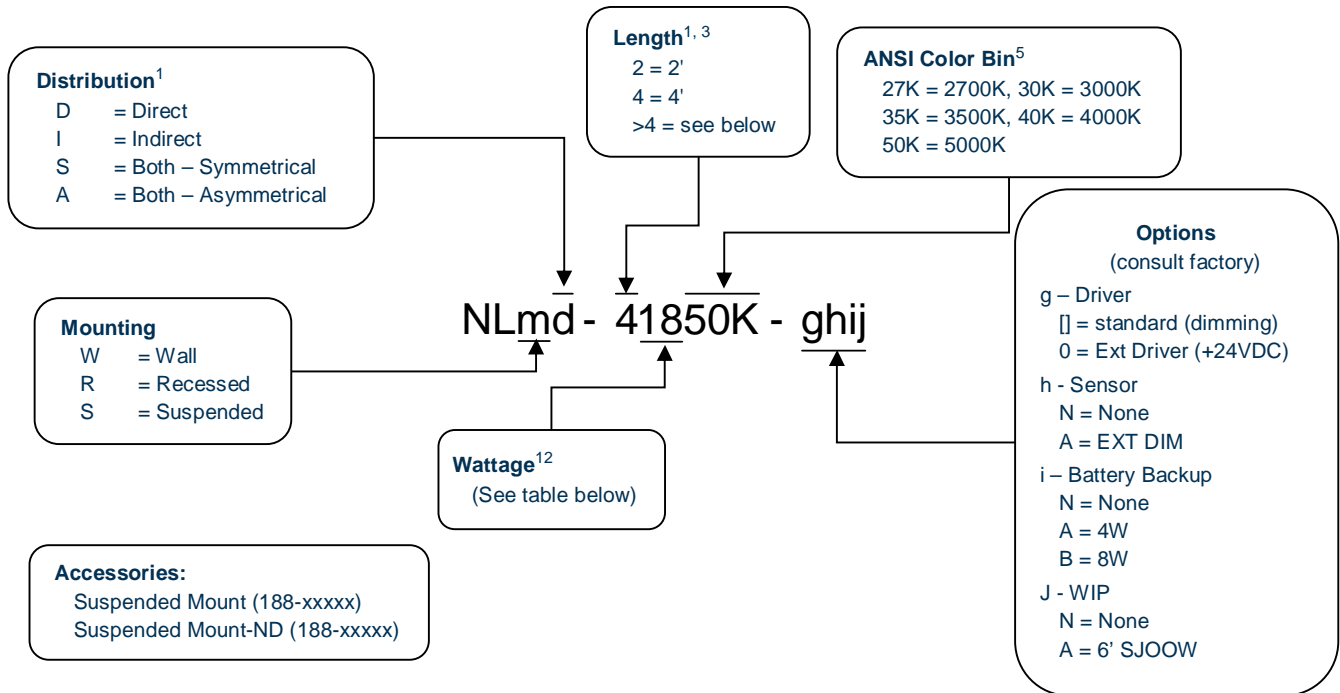 Length1, 3
2 = 2'
4 = 4'
>4 = see below
ANSI Color Bin5
27K = 2700K, 30K = 3000K
35K = 3500K, 40K = 4000K
50K = 5000K
Distribution1
D = Direct
I = Indirect
S = Both – Symmetrical
A = Both – Asymmetrical
NLmd - 41850K - ghij
Mounting
W = Wall
R = Recessed
S = Suspended
Wattage12
(See table below)
Options
(consult factory)
g – Driver
[] = standard (dimming)
0 = Ext Driver (+24VDC)
h - Sensor
N = None
A = EXT DIM
i – Battery Backup
N = None
A = 4W
B = 8W
J - WIP
N = None
A = 6' SJOOW
Accessories:
Suspended Mount (188-xxxxx)
Suspended Mount-ND (188-xxxxx)